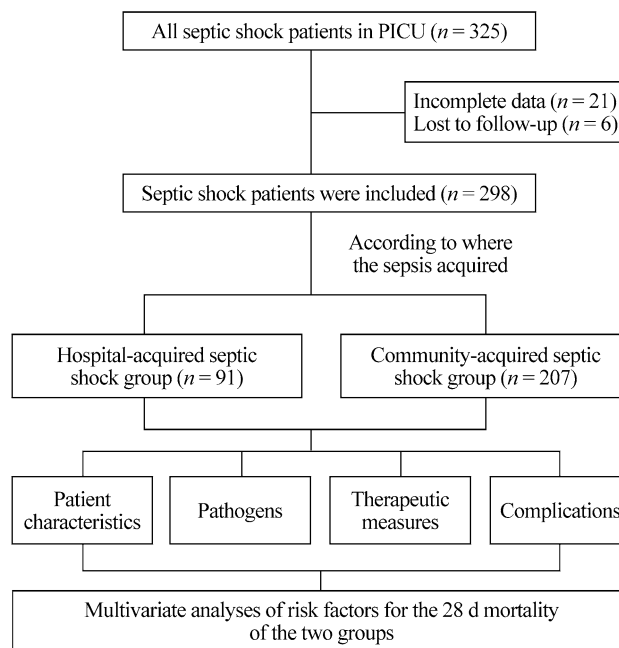 All septic shock patients in PICU (n = 325)
Incomplete data (n = 21)
Lost to follow-up (n = 6)
Septic shock patients were included (n = 298)
According to where
the sepsis acquired
Hospital-acquired septic
shock group (n = 91)
Community-acquired septic
shock group (n = 207)
Patient
characteristics
Pathogens
Therapeutic
measures
Complications
Multivariate analyses of risk factors for the 28 d mortality
of the two groups